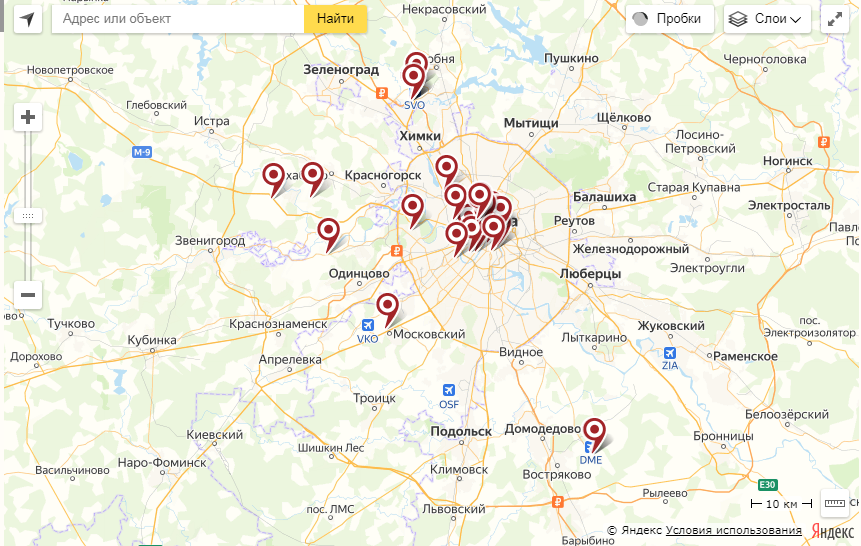 Некрасовский
Адрес или объект
Найти
Пробки
Слои
Зеленоград
Пушкино
Черноголовка
Новопетровское
SVO
Глебовский
Истра
Химки
Мытищи
Щёлково
Лосино-
Петровский
М-9
Красногорск
Ногинск
Балашиха
Старая Купавна
Электросталь
Реутов
Звенигород
Железнодорожный
Электроугли
Одинцово
Люберцы
Тучково
Краснознаменск
VKO
Московский
Жуковский
пос.
Электроизолятор
Кубинка
Лыткарино
Дорохово
Апрелевка
Видное
ZIA
Раменское
Троицк
OSF
Белоозёрский
Киевский
Подольск
Домодедово
Бронницы
Шишкин Лес
DME
Наро-Фоминск
Васильчиново
Климовск
Востряково
E30
Рылеево
10 км
пос. ЛМС
Львовский
© Яндекс Условия использования
Яндекс
Барыбино